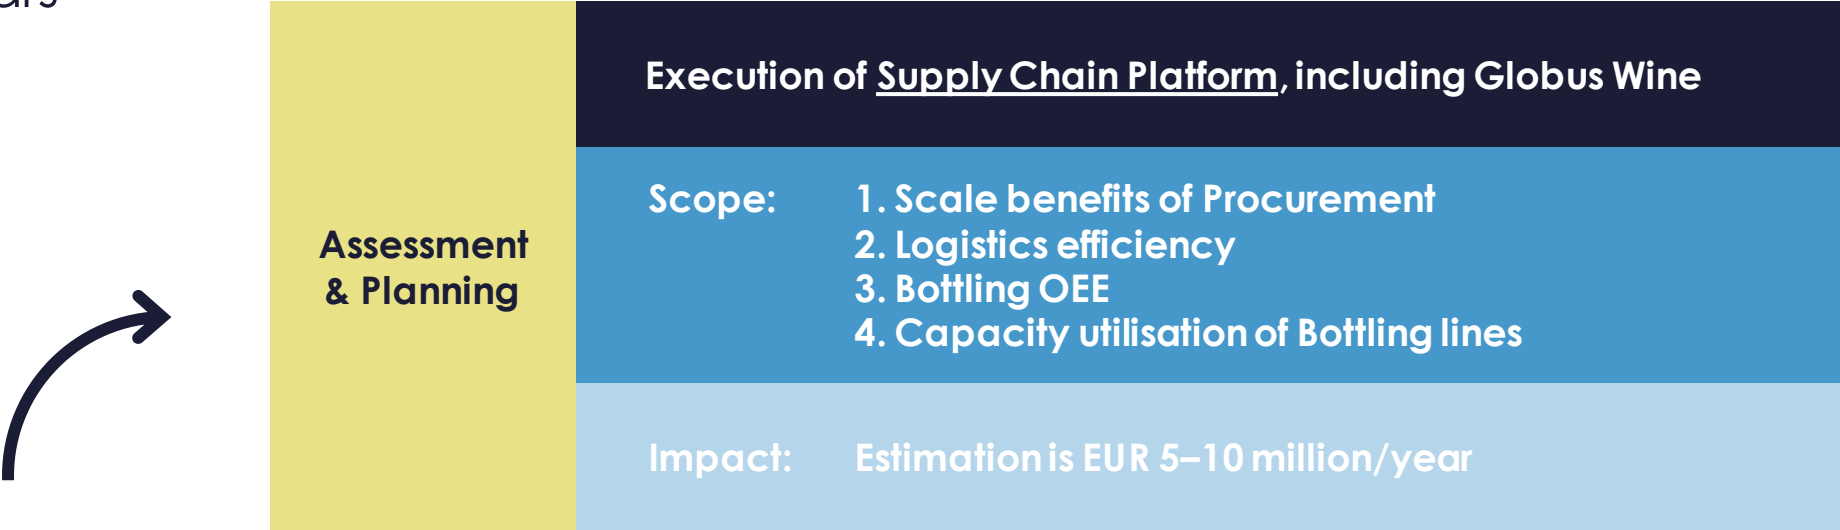 Assessment
& Planning
Execution of Supply Chain Platform, including Globus Wine
Scope:
1. Scale benefits of Procurement
2. Logistics efficiency
3. Bottling OEE
4. Capacity utilisation of Bottling lines
Impact:
Estimation is EUR 5–10 million/year